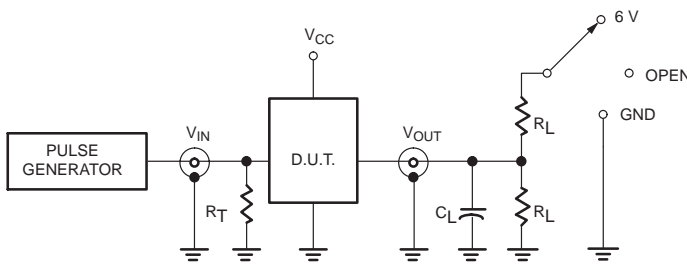 6 V
VCC
OPEN
RL
GND
VIN
VOUT
PULSE
GENERATOR
D.U.T.
RT
CL
RL